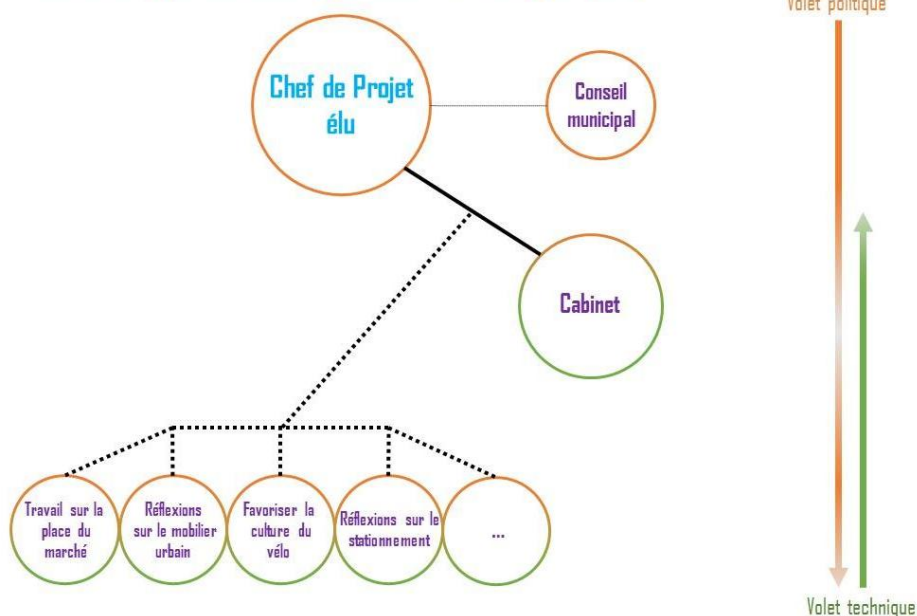 Volet politique
Chef de Projet
élu
Conseil
municipal
Cabinet
Travail sur la
place du
marché
Réflexions
sur le mobilier
urbain
Favoriser la
culture du
vélo
Réflexions sur le
stationnement
...
Volet technique